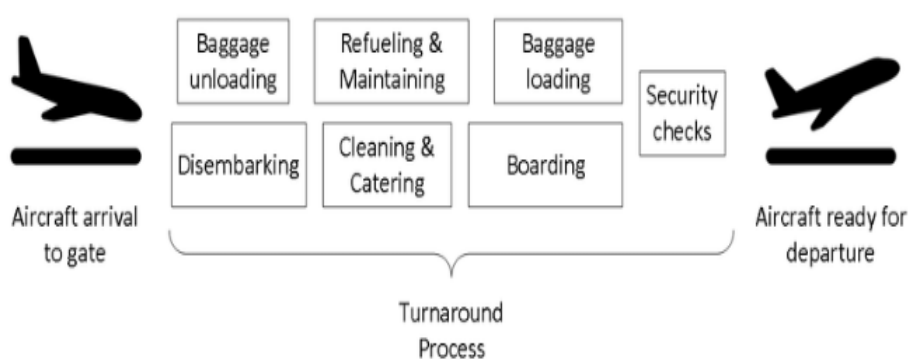 Baggage
unloading
Refueling &
Maintaining
Baggage
loading
Security
checks
Disembarking
Cleaning &
Catering
Boarding
Aircraft arrival
to gate
Aircraft ready for
departure
Turnaround
Process